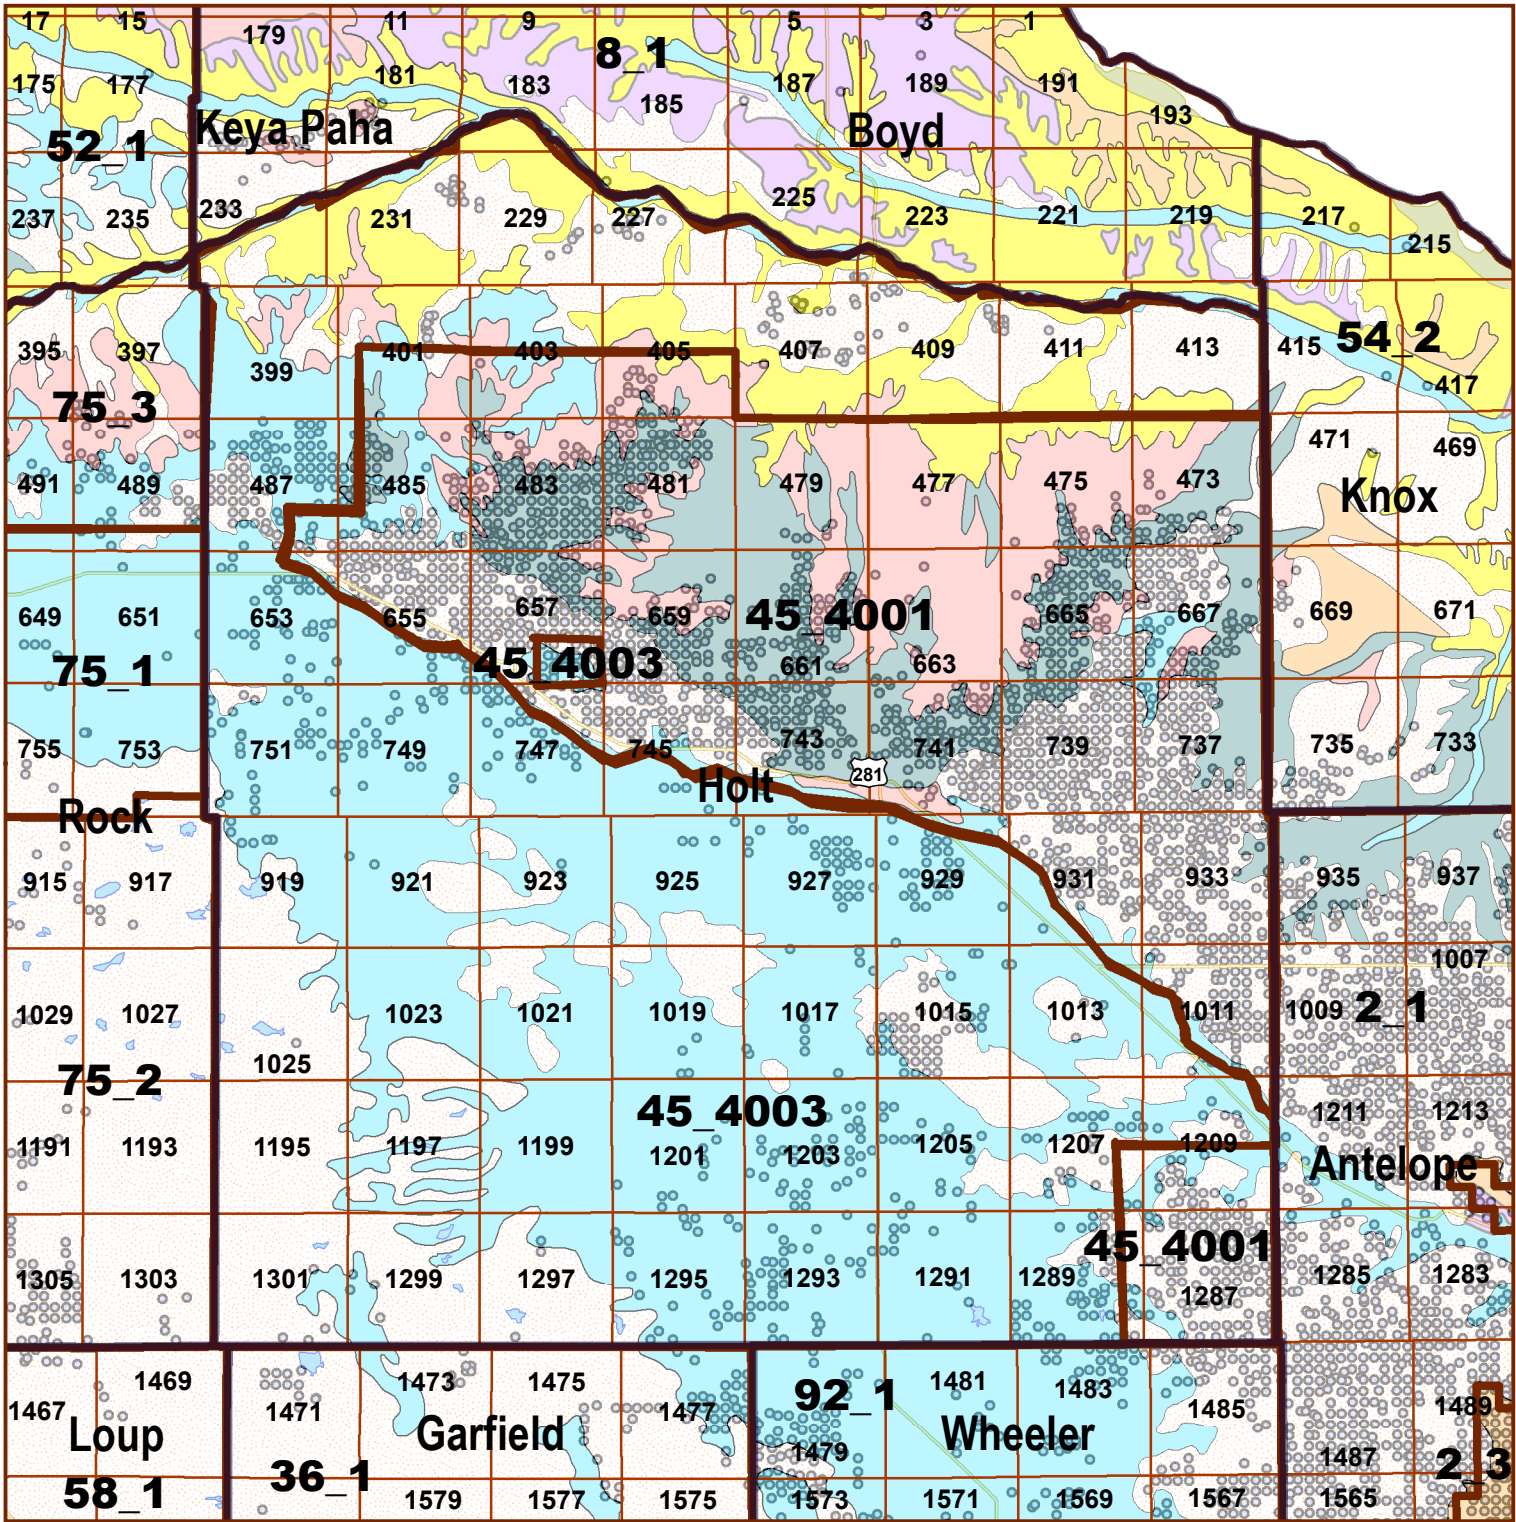 17 15 11 9 5 3 1
179 8_1
175 177 181 183 185 187 189 191 193
52_1 Keya Paha Boyd
237 235 233 231 229 227 225 223 221 219 217 215
395 397 399 401 403 405 407 409 411 413 415 54_2 417
75_3
491 489 487 485 483 481 479 477 475 473 471 469
Knox
649 651 653 655 657 659 45_4001 665 667 669 671
75_1 45_4003 661 663
755 753 751 749 747 745 743 741 739 737 735 733
281
Rock Holt
915 917 919 921 923 925 927 929 931 933 935 937
1007
1029 1027 1025 1023 1021 1019 1017 1015 1013 1011 1009 2_1
75_2
45_4003 1211 1213
1191 1193 1195 1197 1199 1201 1203 1205 1207 1209
Antelope
45_4001
1305 1303 1301 1299 1297 1295 1293 1291 1289 1287 1285 1283
1467 1469 1471 1473 1475 1477 92_1 1481 1483 1485 1489
Loup Garfield 1479 Wheeler 1487
58_1 36_1 2_3
1579 1577 1575 1573 1571 1569 1567 1565